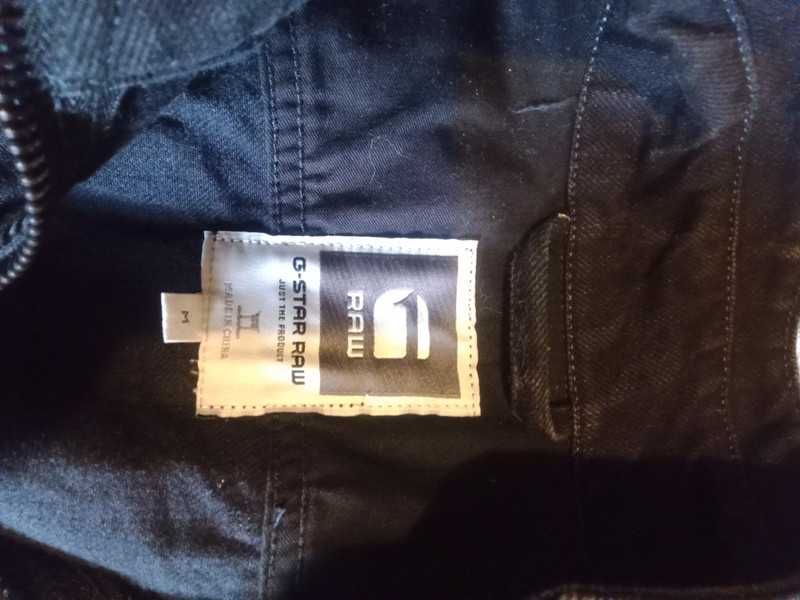 RAW
G-STAR RAW
JUST THE PRODUCT
MADE IN CHINA
M